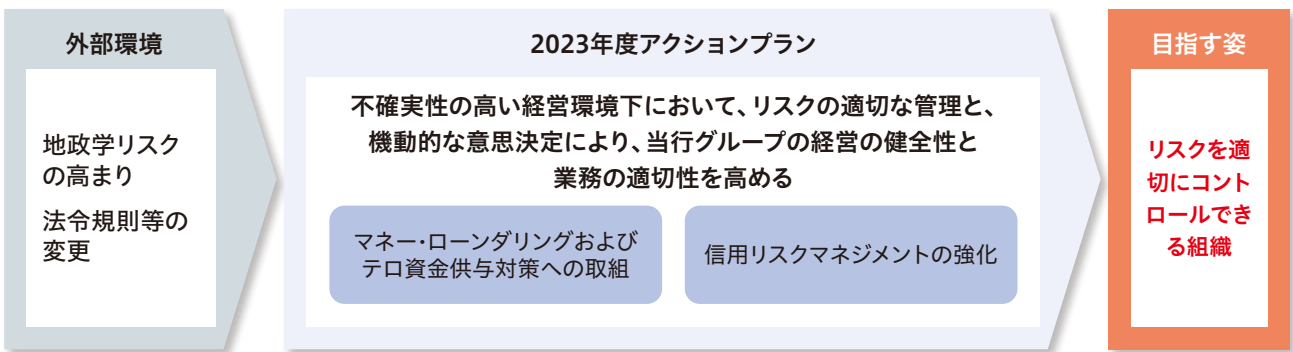 外部環境
地政学リスク
の高まり
法令規則等の
変更
2023年度アクションプラン
不確実性の高い経営環境下において、リスクの適切な管理と、
機動的な意思決定により、当行グループの経営の健全性と
業務の適切性を高める
マネー・ローンダリングおよび
テロ資金供与対策への取組
信用リスクマネジメントの強化
目指す姿
リスクを適
切にコント
ロールでき
る組織